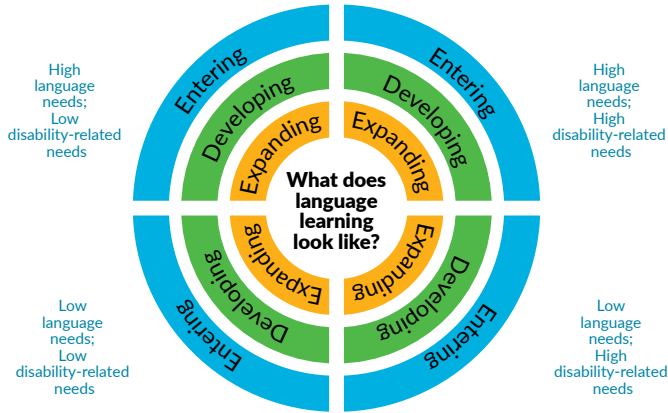 High
language
needs;
Low
disability-related
needs
Entering
Developing
Expanding
Entering
Developing
Expanding
High
language
needs;
High
disability-related
needs
What does
language
learning
look like?
Low
language
needs;
Low
disability-related
needs
Expanding
Developing
Entering
Expanding
Developing
Entering
Low
language
needs;
High
disability-related
needs